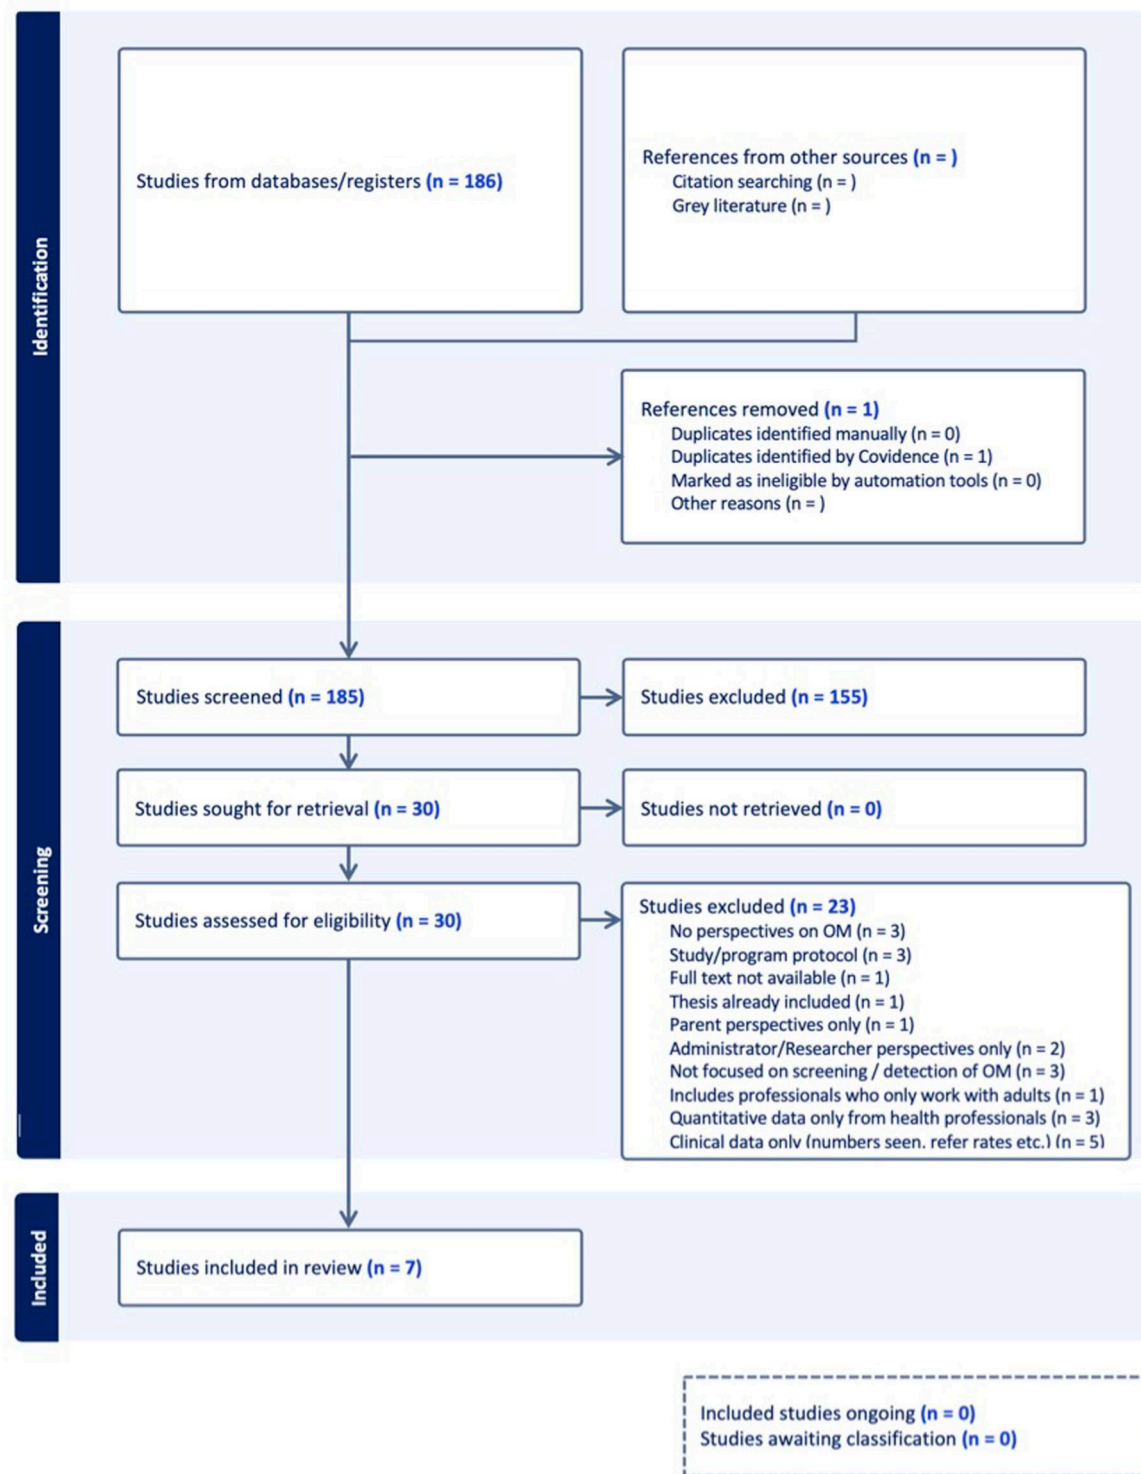 Identification
Studies from databases/registers (n = 186)
References from other sources (n = )
Citation searching (n = )
Grey literature (n = )
References removed (n = 1)
Duplicates identified manually (n = 0)
Duplicates identified by Covidence (n = 1)
Marked as ineligible by automation tools (n = 0)
Other reasons (n = )
Screening
Studies screened (n = 185)
Studies excluded (n = 155)
Studies sought for retrieval (n = 30)
Studies not retrieved (n = 0)
Studies assessed for eligibility (n = 30)
Studies excluded (n = 23)
No perspectives on OM (n = 3)
Study/program protocol (n = 3)
Full text not available (n = 1)
Thesis already included (n = 1)
Parent perspectives only (n = 1)
Administrator/Researcher perspectives only (n = 2)
Not focused on screening / detection of OM (n = 3)
Includes professionals who only work with adults (n = 1)
Quantitative data only from health professionals (n = 3)
Clinical data only (numbers seen, refer rates etc.) (n = 5)
Included
Studies included in review (n = 7)
Included studies ongoing (n = 0)
Studies awaiting classification (n = 0)